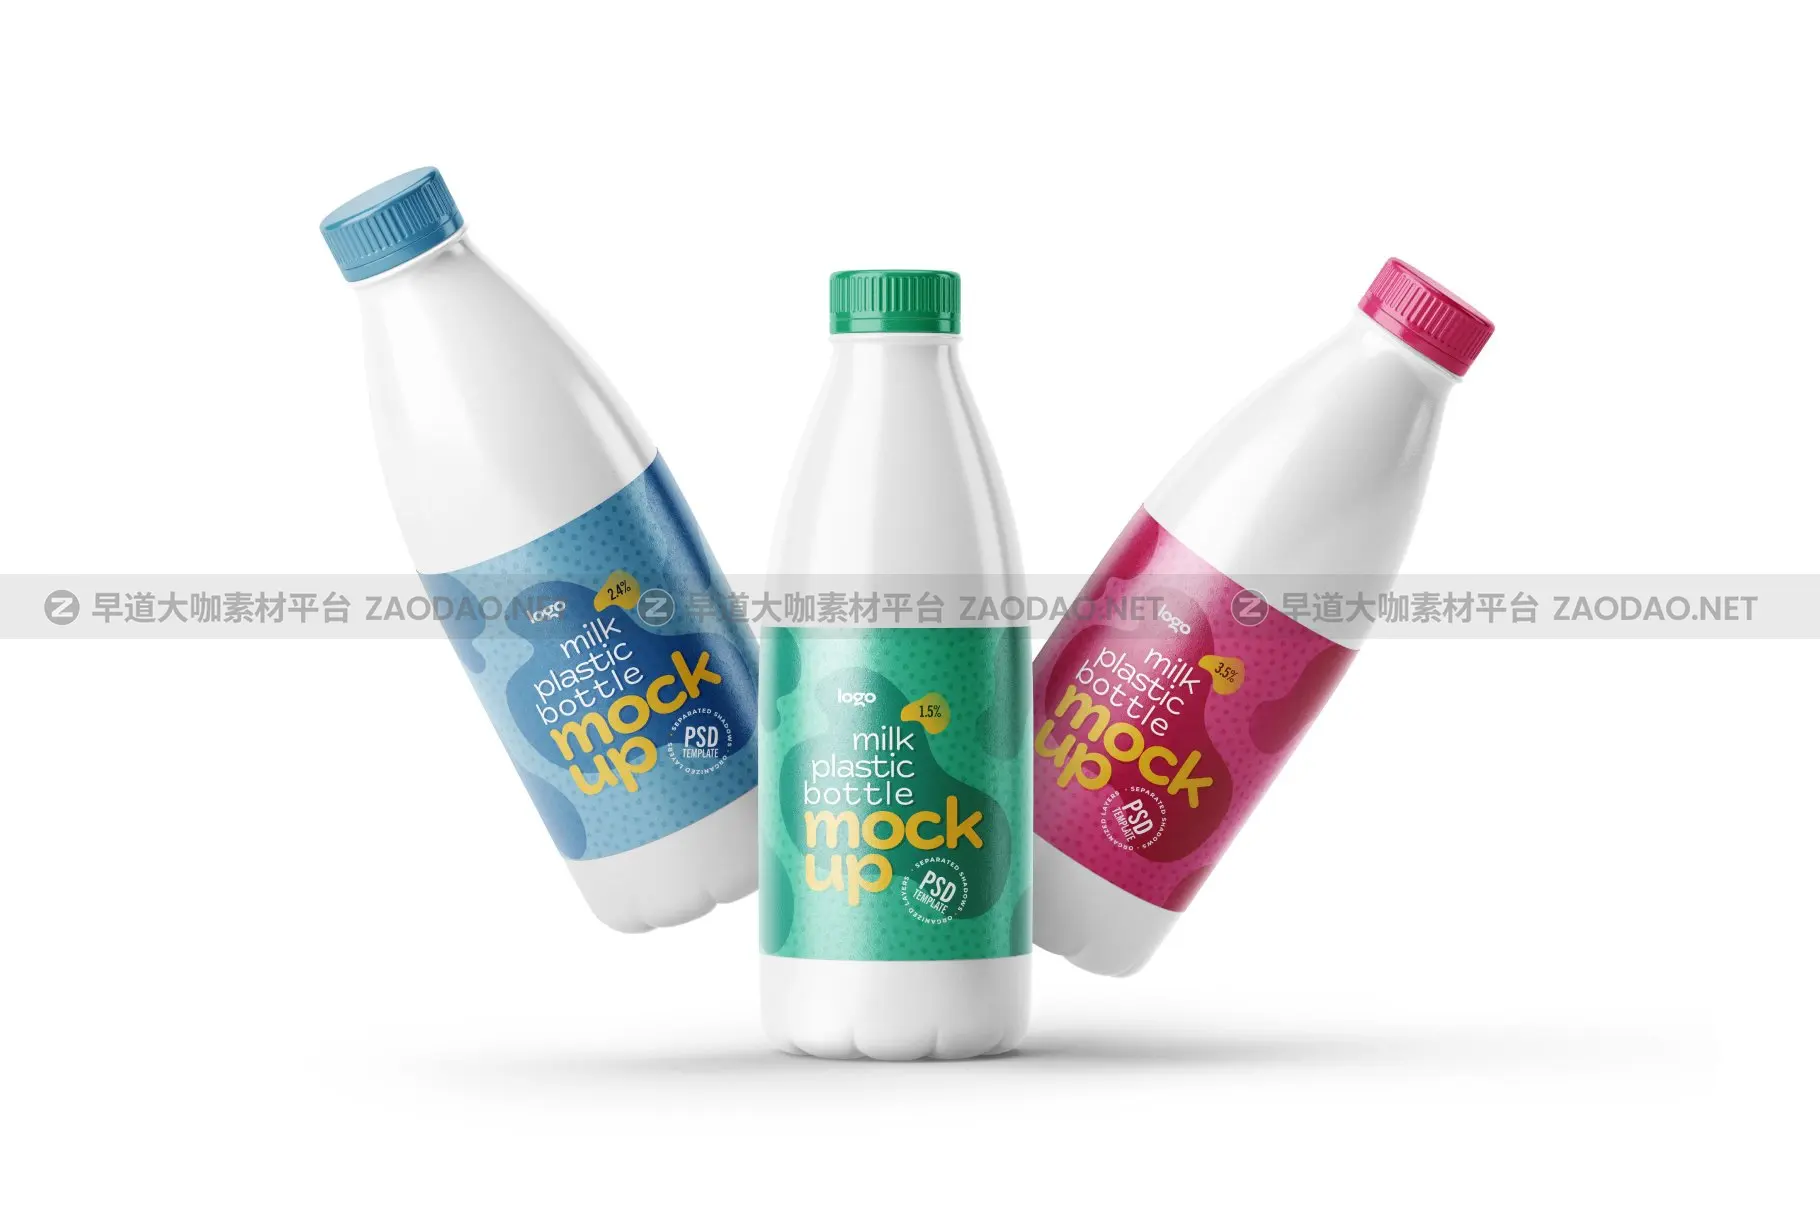 早道大咖素材平台 ZAODAO.NET 早道大咖素材平台 ZAODAO.NET 早道大咖素材平台 ZAODAO.NET
logo
2.4%
milk
plastic
bottle
mock
up
SEPARATED SHADOWS · ORGANIZED LAYERS ·
PSD
TEMPLATE
logo
1.5%
milk
plastic
bottle
mock
up
SEPARATED SHADOWS · ORGANIZED LAYERS ·
PSD
TEMPLATE
logo
3.5%
milk
plastic
bottle
mock
up
SEPARATED SHADOWS · ORGANIZED LAYERS ·
PSD
TEMPLATE